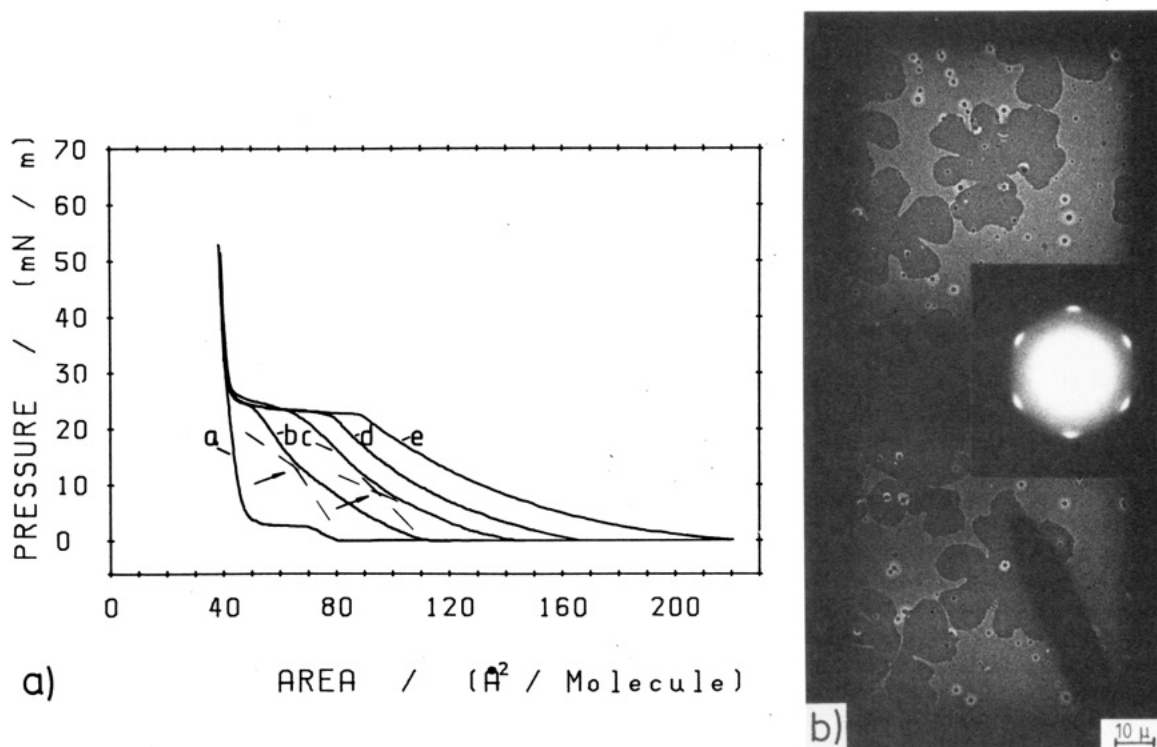 70
60
50
40
30
20
10
0
PRESSURE / (mN / m)
a
b
c
d
e
0 40 80 120 160 200
a) AREA / (Å² / Molecule)
b)
10 μ